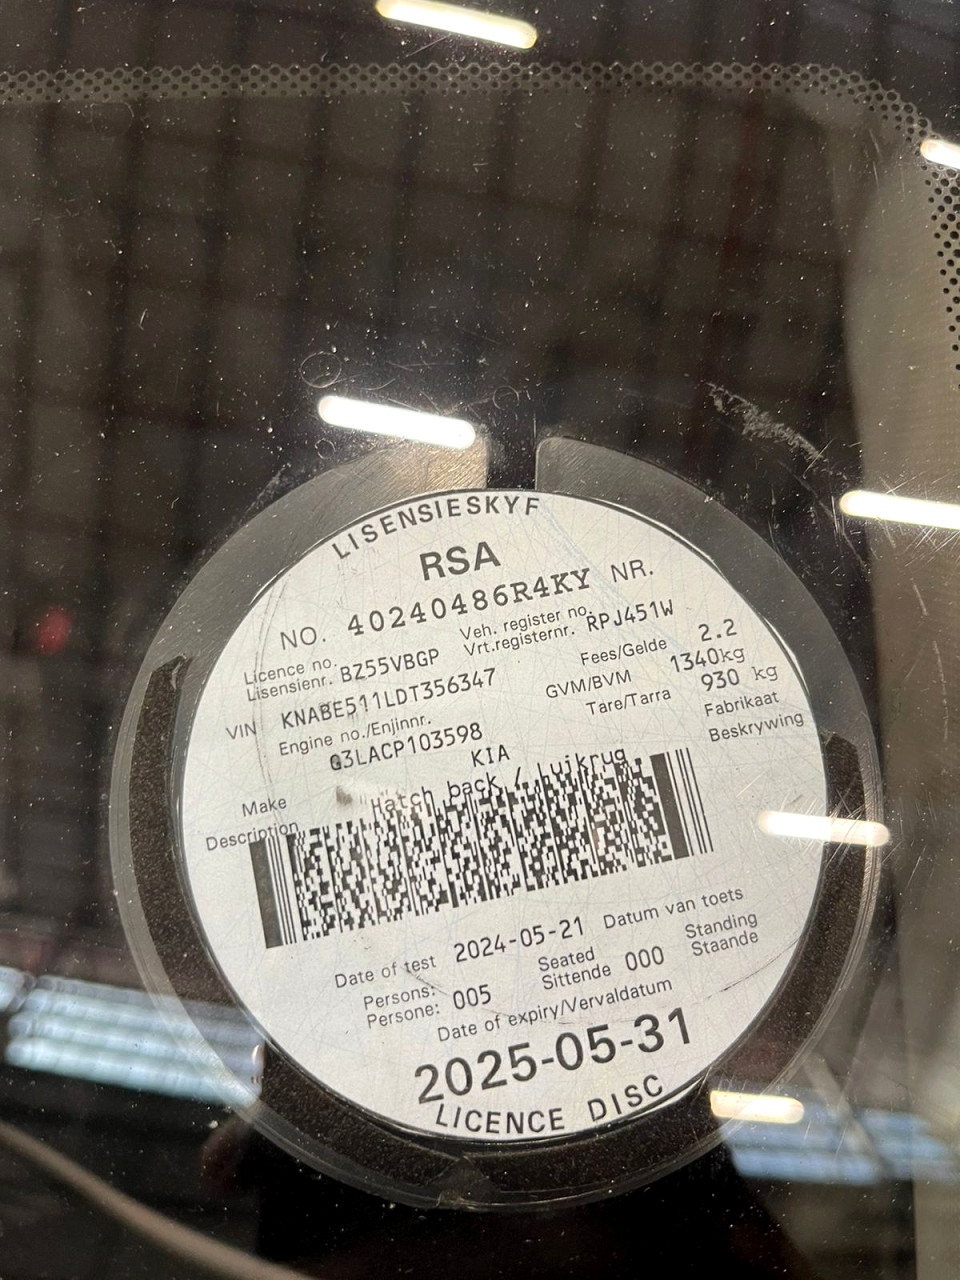 LISENSIESKYF
RSA
NO. 40240486R4KY NR.
Licence no. Lisensienr. BZ55VBGP Veh. register no. Vrt.registernr. RPJ451W
VIN KNABE511LDT356347 Fees/Gelde 2.2
Engine no./Enjinnr. GVM/BVM 1340kg
G3LACP103598 Tare/Tarra 930 kg
Make KIA Fabrikaat
Description Hatch back / Luikrug Beskrywing
Date of test 2024-05-21 Datum van toets
Persons: Persone: 005 Seated Sittende 000 Standing Staande
Date of expiry/Vervaldatum
2025-05-31
LICENCE DISC